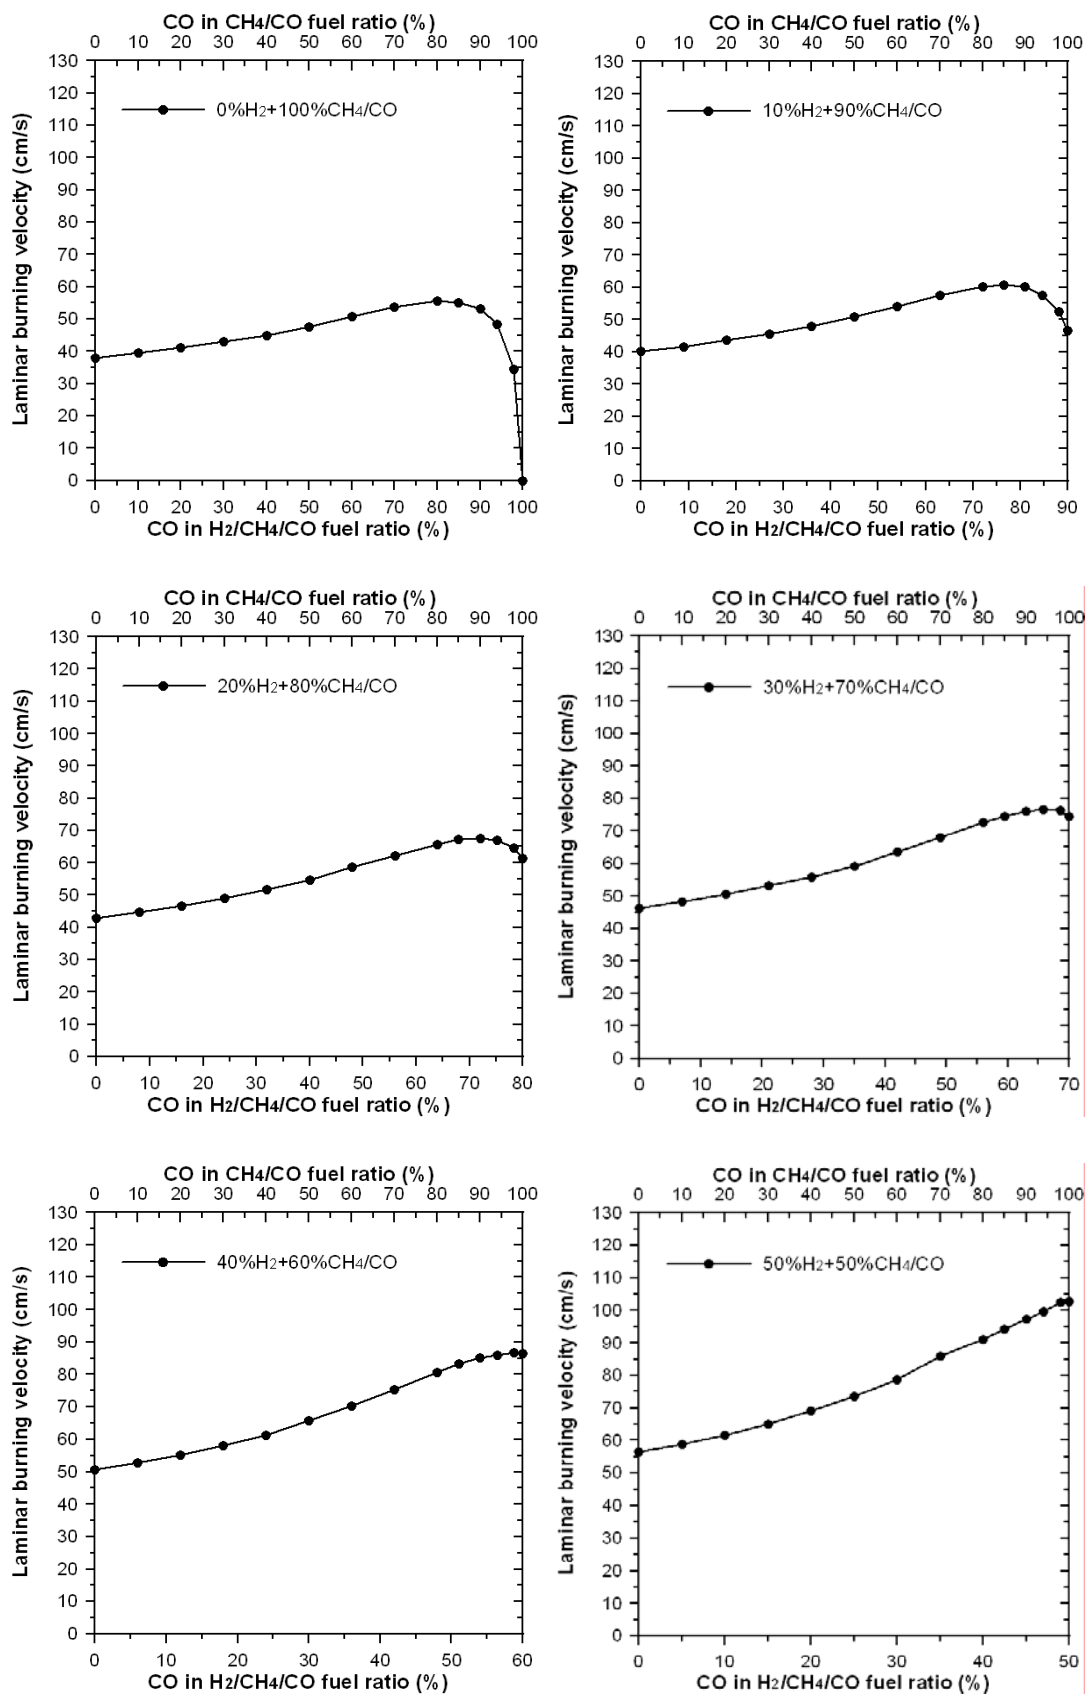 CO in CH4/CO fuel ratio (%)
0 10 20 30 40 50 60 70 80 90 100
130
120
110
100
90
80
70
60
50
40
30
20
10
0
Laminar burning velocity (cm/s)
0%H2+100%CH4/CO
0 10 20 30 40 50 60 70 80 90 100
CO in H2/CH4/CO fuel ratio (%)
CO in CH4/CO fuel ratio (%)
0 10 20 30 40 50 60 70 80 90 100
130
120
110
100
90
80
70
60
50
40
30
20
10
0
Laminar burning velocity (cm/s)
10%H2+90%CH4/CO
0 10 20 30 40 50 60 70 80 90
CO in H2/CH4/CO fuel ratio (%)
CO in CH4/CO fuel ratio (%)
0 10 20 30 40 50 60 70 80 90 100
130
120
110
100
90
80
70
60
50
40
30
20
10
0
Laminar burning velocity (cm/s)
20%H2+80%CH4/CO
0 10 20 30 40 50 60 70 80
CO in H2/CH4/CO fuel ratio (%)
CO in CH4/CO fuel ratio (%)
0 10 20 30 40 50 60 70 80 90 100
130
120
110
100
90
80
70
60
50
40
30
20
10
0
Laminar burning velocity (cm/s)
30%H2+70%CH4/CO
0 10 20 30 40 50 60 70
CO in H2/CH4/CO fuel ratio (%)
CO in CH4/CO fuel ratio (%)
0 10 20 30 40 50 60 70 80 90 100
130
120
110
100
90
80
70
60
50
40
30
20
10
0
Laminar burning velocity (cm/s)
40%H2+60%CH4/CO
0 10 20 30 40 50 60
CO in H2/CH4/CO fuel ratio (%)
CO in CH4/CO fuel ratio (%)
0 10 20 30 40 50 60 70 80 90 100
130
120
110
100
90
80
70
60
50
40
30
20
10
0
Laminar burning velocity (cm/s)
50%H2+50%CH4/CO
0 10 20 30 40 50
CO in H2/CH4/CO fuel ratio (%)